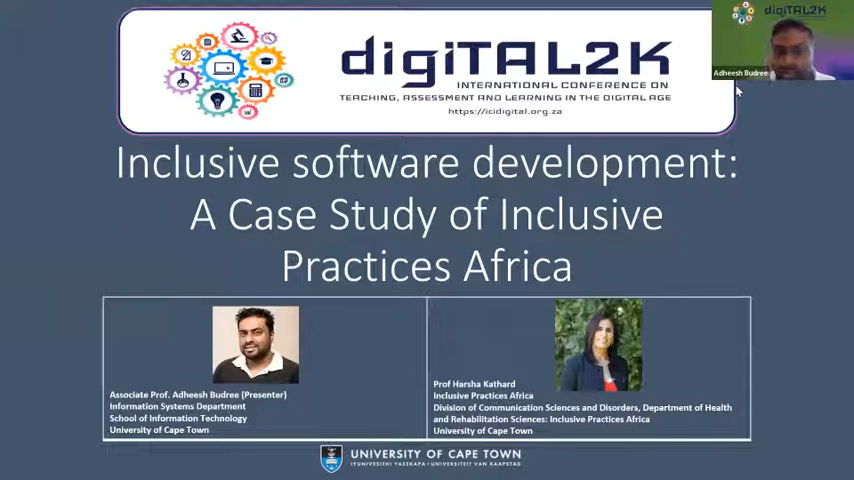 digiTAL2K
digiTAL2K
INTERNATIONAL CONFERENCE ON
TEACHING, ASSESSMENT AND LEARNING IN THE DIGITAL AGE
https://icidigital.org.za
Adheesh Budree
Inclusive software development:
A Case Study of Inclusive
Practices Africa
Associate Prof. Adheesh Budree (Presenter)
Information Systems Department
School of Information Technology
University of Cape Town
Prof Harsha Kathard
Inclusive Practices Africa
Division of Communication Sciences and Disorders, Department of Health
and Rehabilitation Sciences: Inclusive Practices Africa
University of Cape Town
UNIVERSITY OF CAPE TOWN
IYUNIVESITHI YASEKAPA • UNIVERSITEIT VAN KAAPSTAD